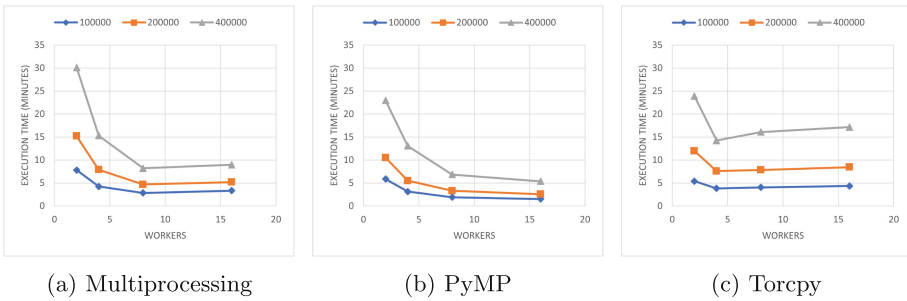 100000 200000 400000
35
30
25
20
15
10
5
0
0 5 10 15 20
EXECUTION TIME (MINUTES)
WORKERS
(a) Multiprocessing
100000 200000 400000
35
30
25
20
15
10
5
0
0 5 10 15 20
EXECUTION TIME (MINUTES)
WORKERS
(b) PyMP
100000 200000 400000
35
30
25
20
15
10
5
0
0 5 10 15 20
EXECUTION TIME (MINUTES)
WORKERS
(c) Torcpy